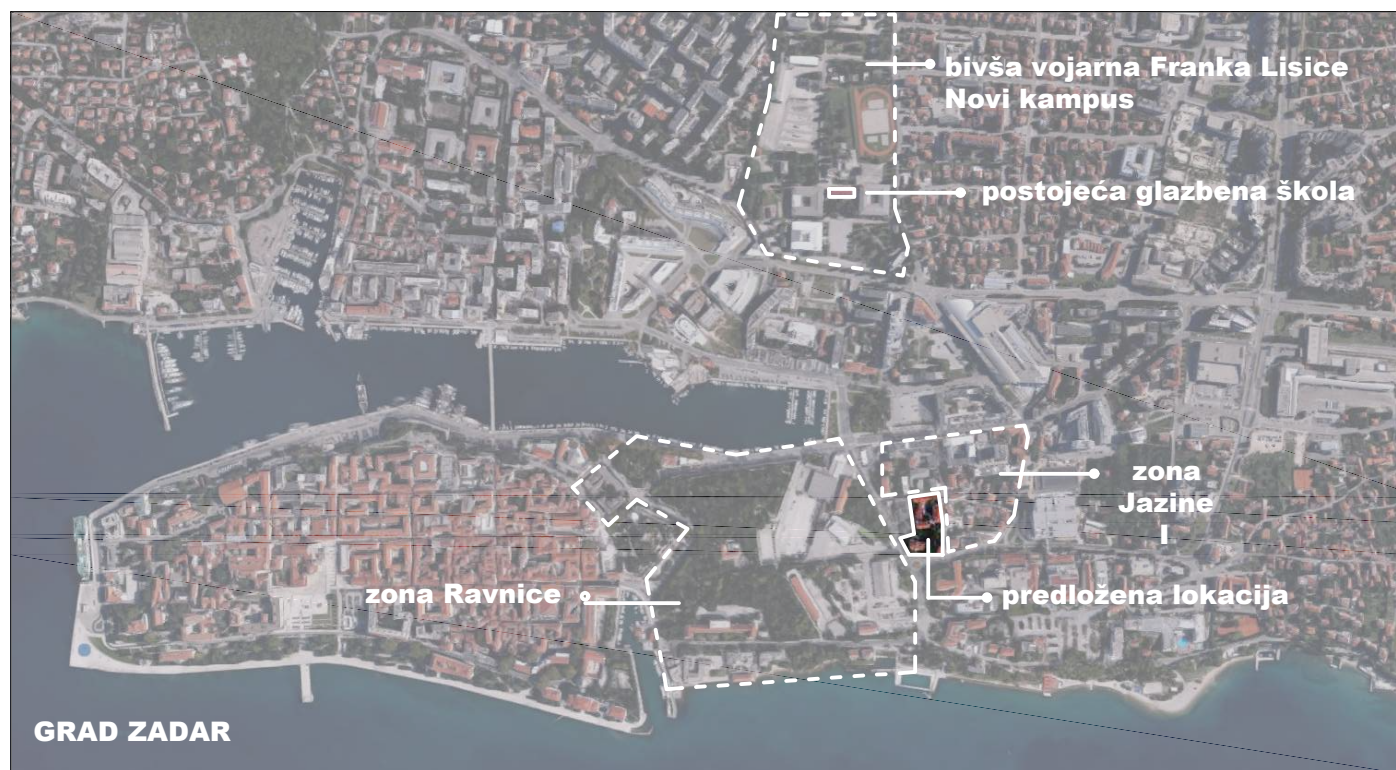 bivša vojarna Franka Lisice
Novi kampus
postojeća glazbena škola
zona
Jazine
I
zona Ravnice
predložena lokacija
GRAD ZADAR